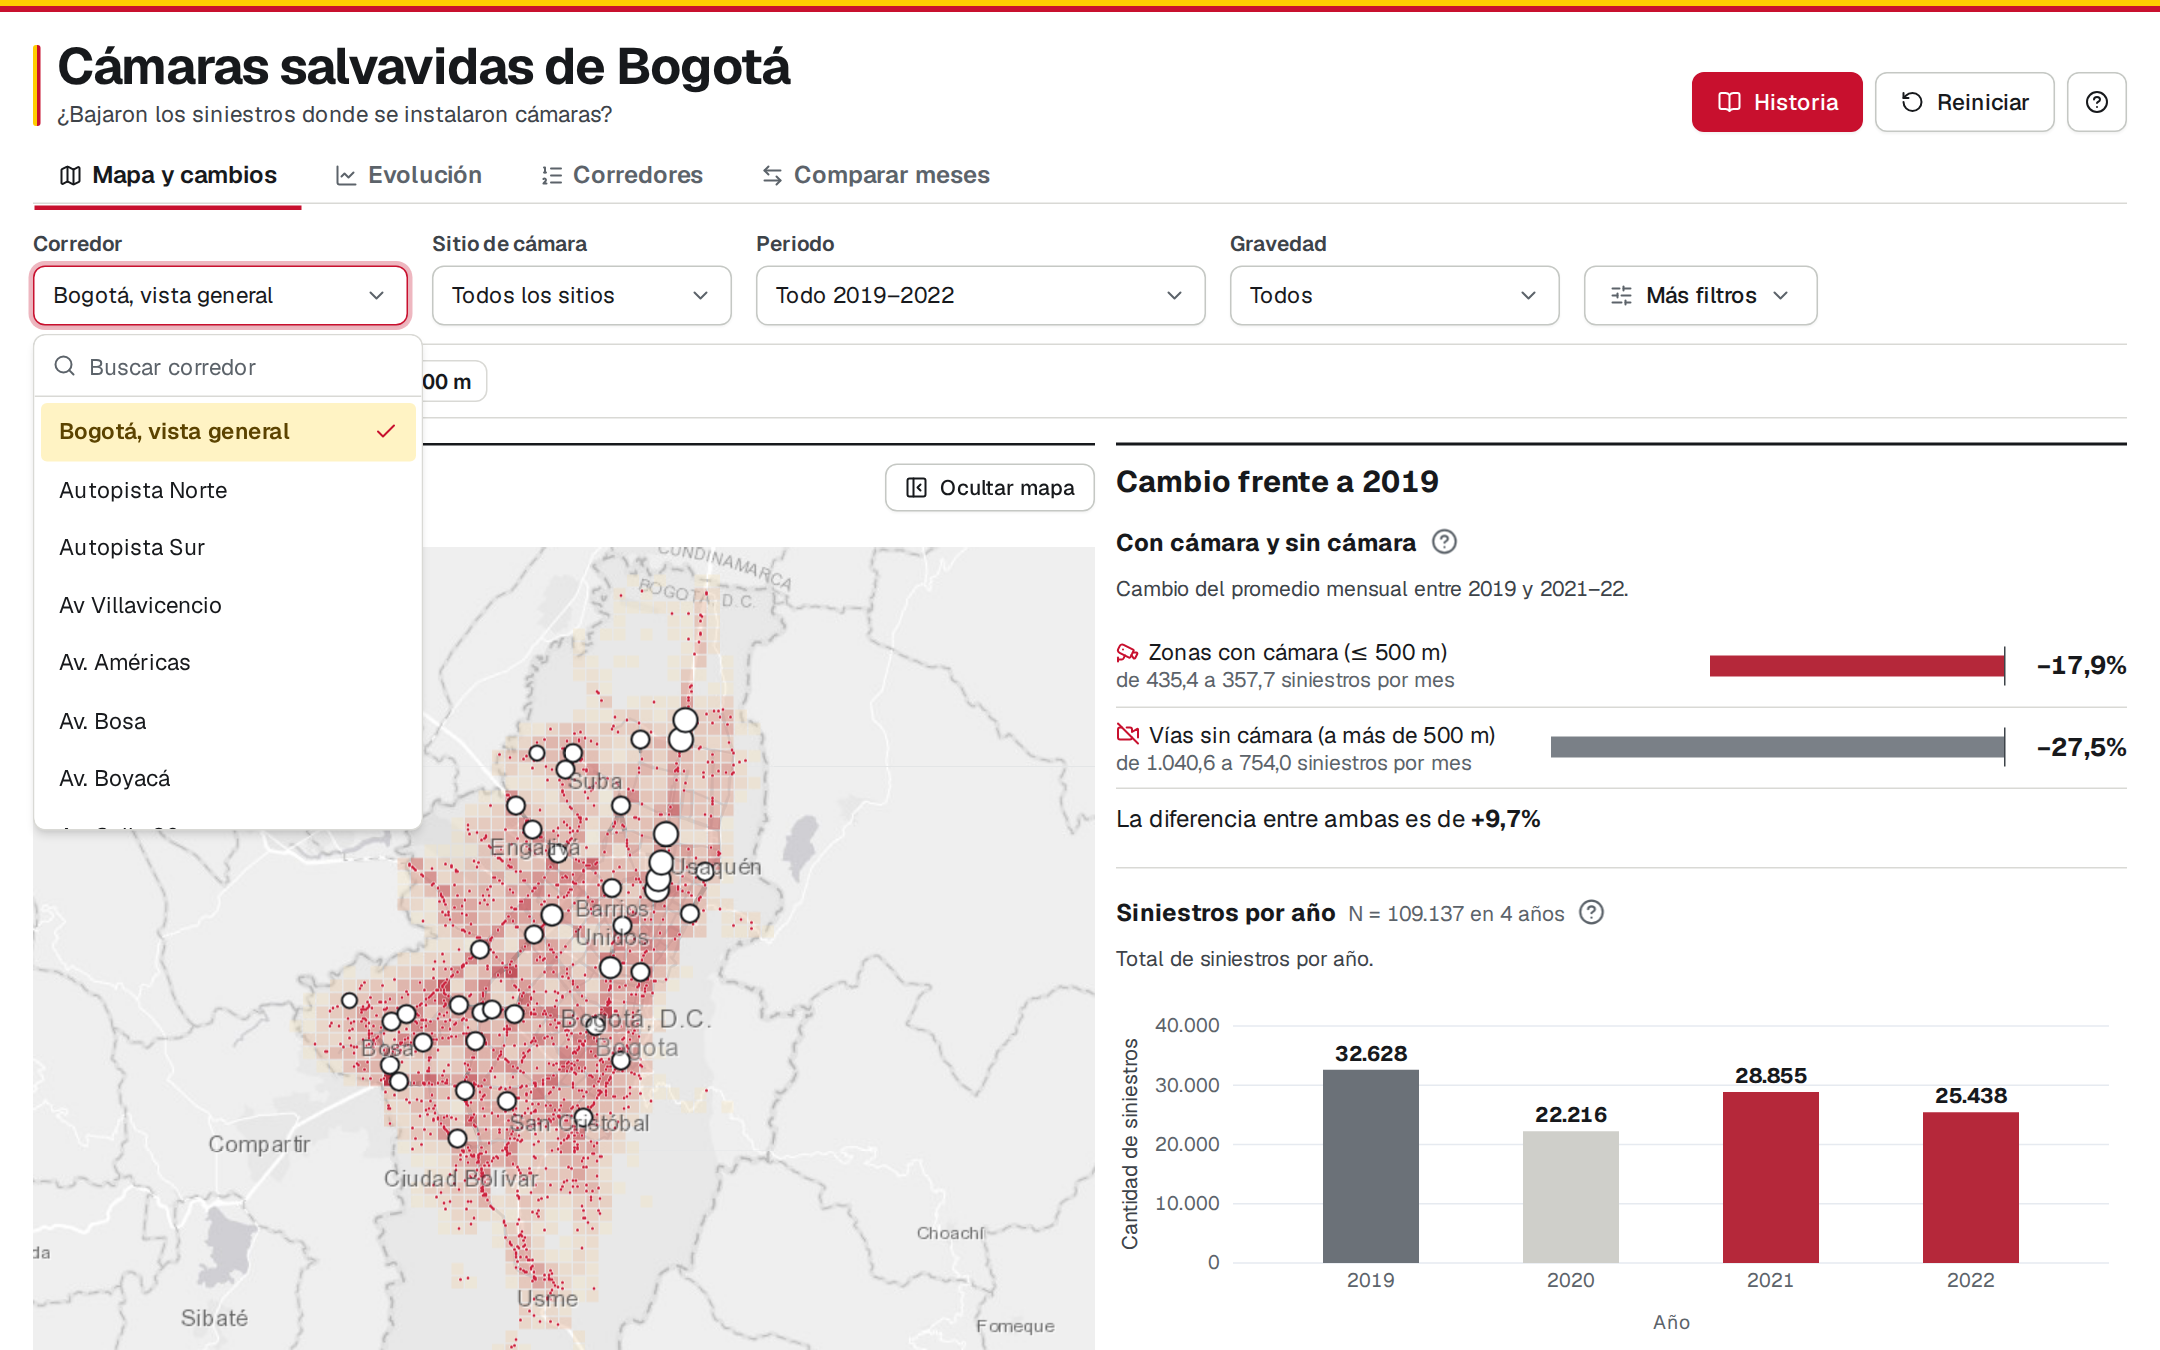 Cámaras salvavidas de Bogotá
¿Bajaron los siniestros donde se instalaron cámaras?
Historia
Reiniciar
Mapa y cambios
Evolución
Corredores
Comparar meses
Corredor
Sitio de cámara
Periodo
Gravedad
Bogotá, vista general
Todos los sitios
Todo 2019–2022
Todos
Más filtros
Buscar corredor
00 m
Bogotá, vista general
Autopista Norte
Autopista Sur
Av Villavicencio
Av. Américas
Av. Bosa
Av. Boyacá
Ocultar mapa
CUNDINAMARCA
BOGOTÁ, D.C.
Suba
Engativá
Usaquén
Barrios
Unidos
Bogotá, D.C.
Bogota
Bosa
San Cristóbal
Compartir
Ciudad Bolívar
Choachí
da
Usme
Sibaté
Fomeque
Cambio frente a 2019
Con cámara y sin cámara
Cambio del promedio mensual entre 2019 y 2021–22.
Zonas con cámara (≤ 500 m)
de 435,4 a 357,7 siniestros por mes
−17,9%
Vías sin cámara (a más de 500 m)
de 1.040,6 a 754,0 siniestros por mes
−27,5%
La diferencia entre ambas es de +9,7%
Siniestros por año N = 109.137 en 4 años
Total de siniestros por año.
Cantidad de siniestros
40.000
30.000
20.000
10.000
0
32.628
22.216
28.855
25.438
2019
2020
2021
2022
Año